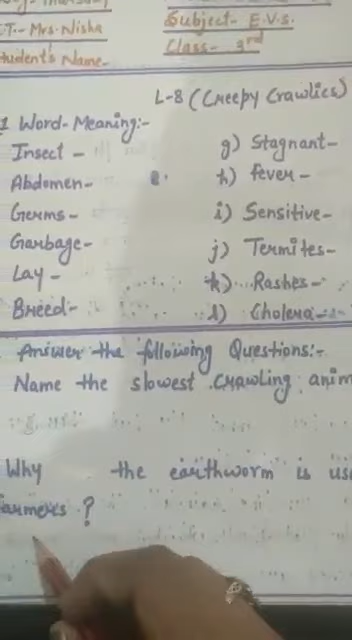 T.- Mrs. Nisha
Subject- E.V.S.
Class- 3rd
Student's Name-
L-8 (Creepy Crawlies)
1 Word-Meaning:-
Insect -
g) Stagnant-
Abdomen-
h) Fever-
Germs-
i) Sensitive-
Garbage-
j) Termites-
Lay -
k) Rashes-
Breed-
l) Cholera-
Answer the following Questions:-
Name the slowest crawling anim
Why the earthworm is use
farmers ?